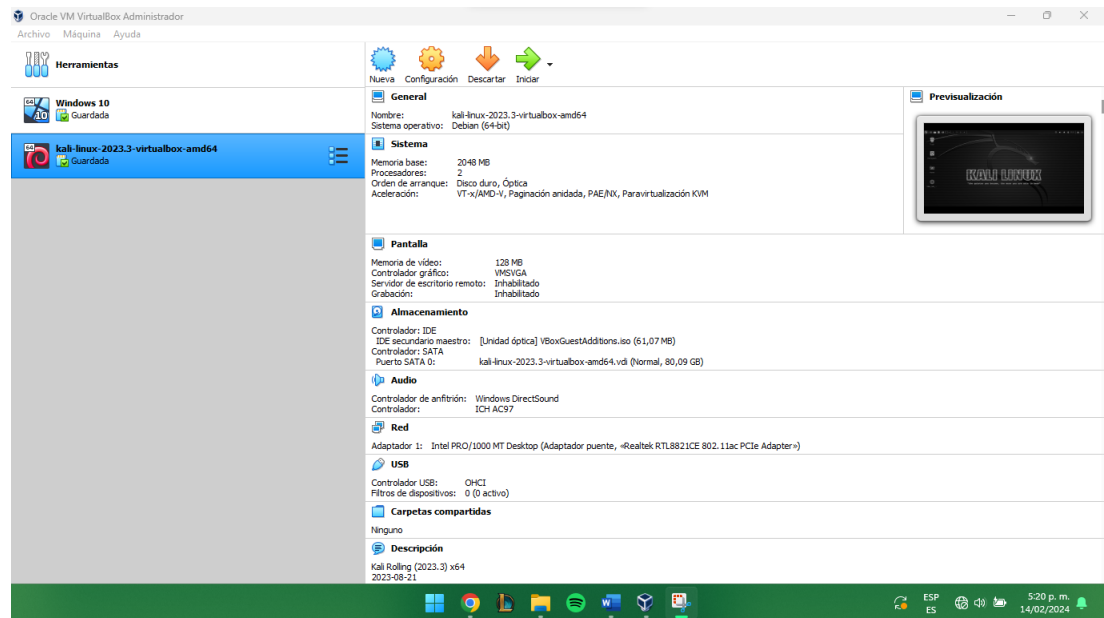 Oracle VM VirtualBox Administrador
Archivo Máquina Ayuda
Herramientas
Nueva Configuración Descartar Iniciar
64
10
Windows 10
Guardada
64
kali-linux-2023.3-virtualbox-amd64
Guardada
General
Nombre: kali-linux-2023.3-virtualbox-amd64
Sistema operativo: Debian (64-bit)
Previsualización
KALI LINUX
Sistema
Memoria base: 2048 MB
Procesadores: 2
Orden de arranque: Disco duro, Óptica
Aceleración: VT-x/AMD-V, Paginación anidada, PAE/NX, Paravirtualización KVM
Pantalla
Memoria de vídeo: 128 MB
Controlador gráfico: VMSVGA
Servidor de escritorio remoto: Inhabilitado
Grabación: Inhabilitado
Almacenamiento
Controlador: IDE
IDE secundario maestro: [Unidad óptica] VBoxGuestAdditions.iso (61,07 MB)
Controlador: SATA
Puerto SATA 0: kali-linux-2023.3-virtualbox-amd64.vdi (Normal, 80,09 GB)
Audio
Controlador de anfitrión: Windows DirectSound
Controlador: ICH AC97
Red
Adaptador 1: Intel PRO/1000 MT Desktop (Adaptador puente, «Realtek RTL8821CE 802.11ac PCIe Adapter»)
USB
Controlador USB: OHCI
Filtros de dispositivos: 0 (0 activo)
Carpetas compartidas
Ninguno
Descripción
Kali Rolling (2023.3) x64
2023-08-21
ESP
ES
5:20 p. m.
14/02/2024